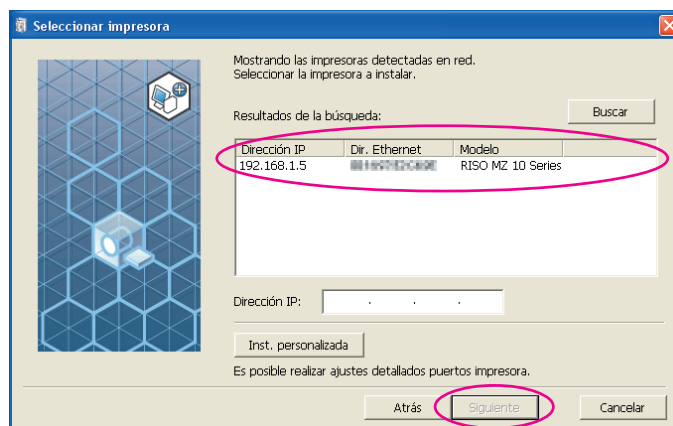 Seleccionar impresora
Mostrando las impresoras detectadas en red.
Seleccionar la impresora a instalar.
Resultados de la búsqueda:
Buscar
Dirección IP Dir. Ethernet Modelo
192.168.1.5 RISO MZ 10 Series
Dirección IP: . . .
Inst. personalizada
Es posible realizar ajustes detallados puertos impresora.
Atrás Siguiente Cancelar